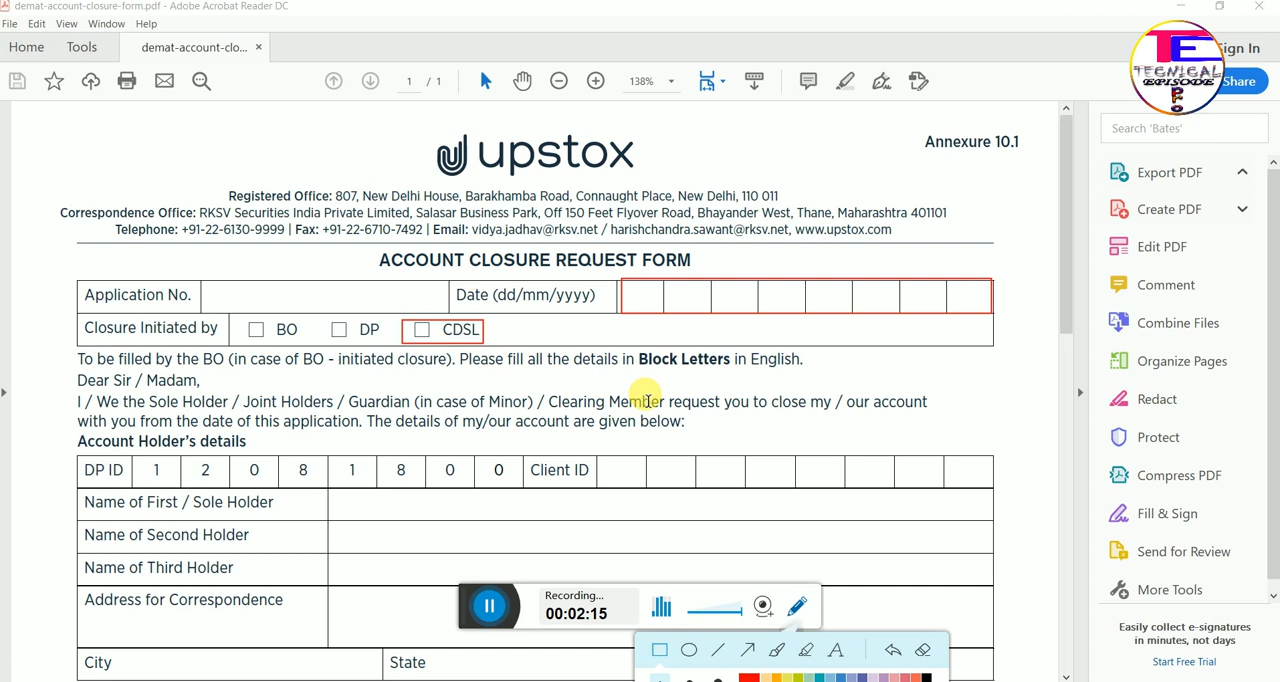 demat-account-closure-form.pdf - Adobe Acrobat Reader DC
File Edit View Window Help
Home Tools demat-account-clo... × Sign In
1 / 1 138% Share
TE
TECNICAL
EPISODE
PRO
Search 'Bates'
upstox
Annexure 10.1
Registered Office: 807, New Delhi House, Barakhamba Road, Connaught Place, New Delhi, 110 011
Correspondence Office: RKSV Securities India Private Limited, Salasar Business Park, Off 150 Feet Flyover Road, Bhayander West, Thane, Maharashtra 401101
Telephone: +91-22-6130-9999 | Fax: +91-22-6710-7492 | Email: vidya.jadhav@rksv.net / harishchandra.sawant@rksv.net, www.upstox.com
ACCOUNT CLOSURE REQUEST FORM
Application No. Date (dd/mm/yyyy)
Closure Initiated by BO DP CDSL
To be filled by the BO (in case of BO - initiated closure). Please fill all the details in Block Letters in English.
Dear Sir / Madam,
I / We the Sole Holder / Joint Holders / Guardian (in case of Minor) / Clearing Member request you to close my / our account
with you from the date of this application. The details of my/our account are given below:
Account Holder's details
DP ID 1 2 0 8 1 8 0 0 Client ID
Name of First / Sole Holder
Name of Second Holder
Name of Third Holder
Address for Correspondence
City State
Recording...
00:02:15
A
Export PDF
Create PDF
Edit PDF
Comment
Combine Files
Organize Pages
Redact
Protect
Compress PDF
Fill & Sign
Send for Review
More Tools
Easily collect e-signatures
in minutes, not days
Start Free Trial